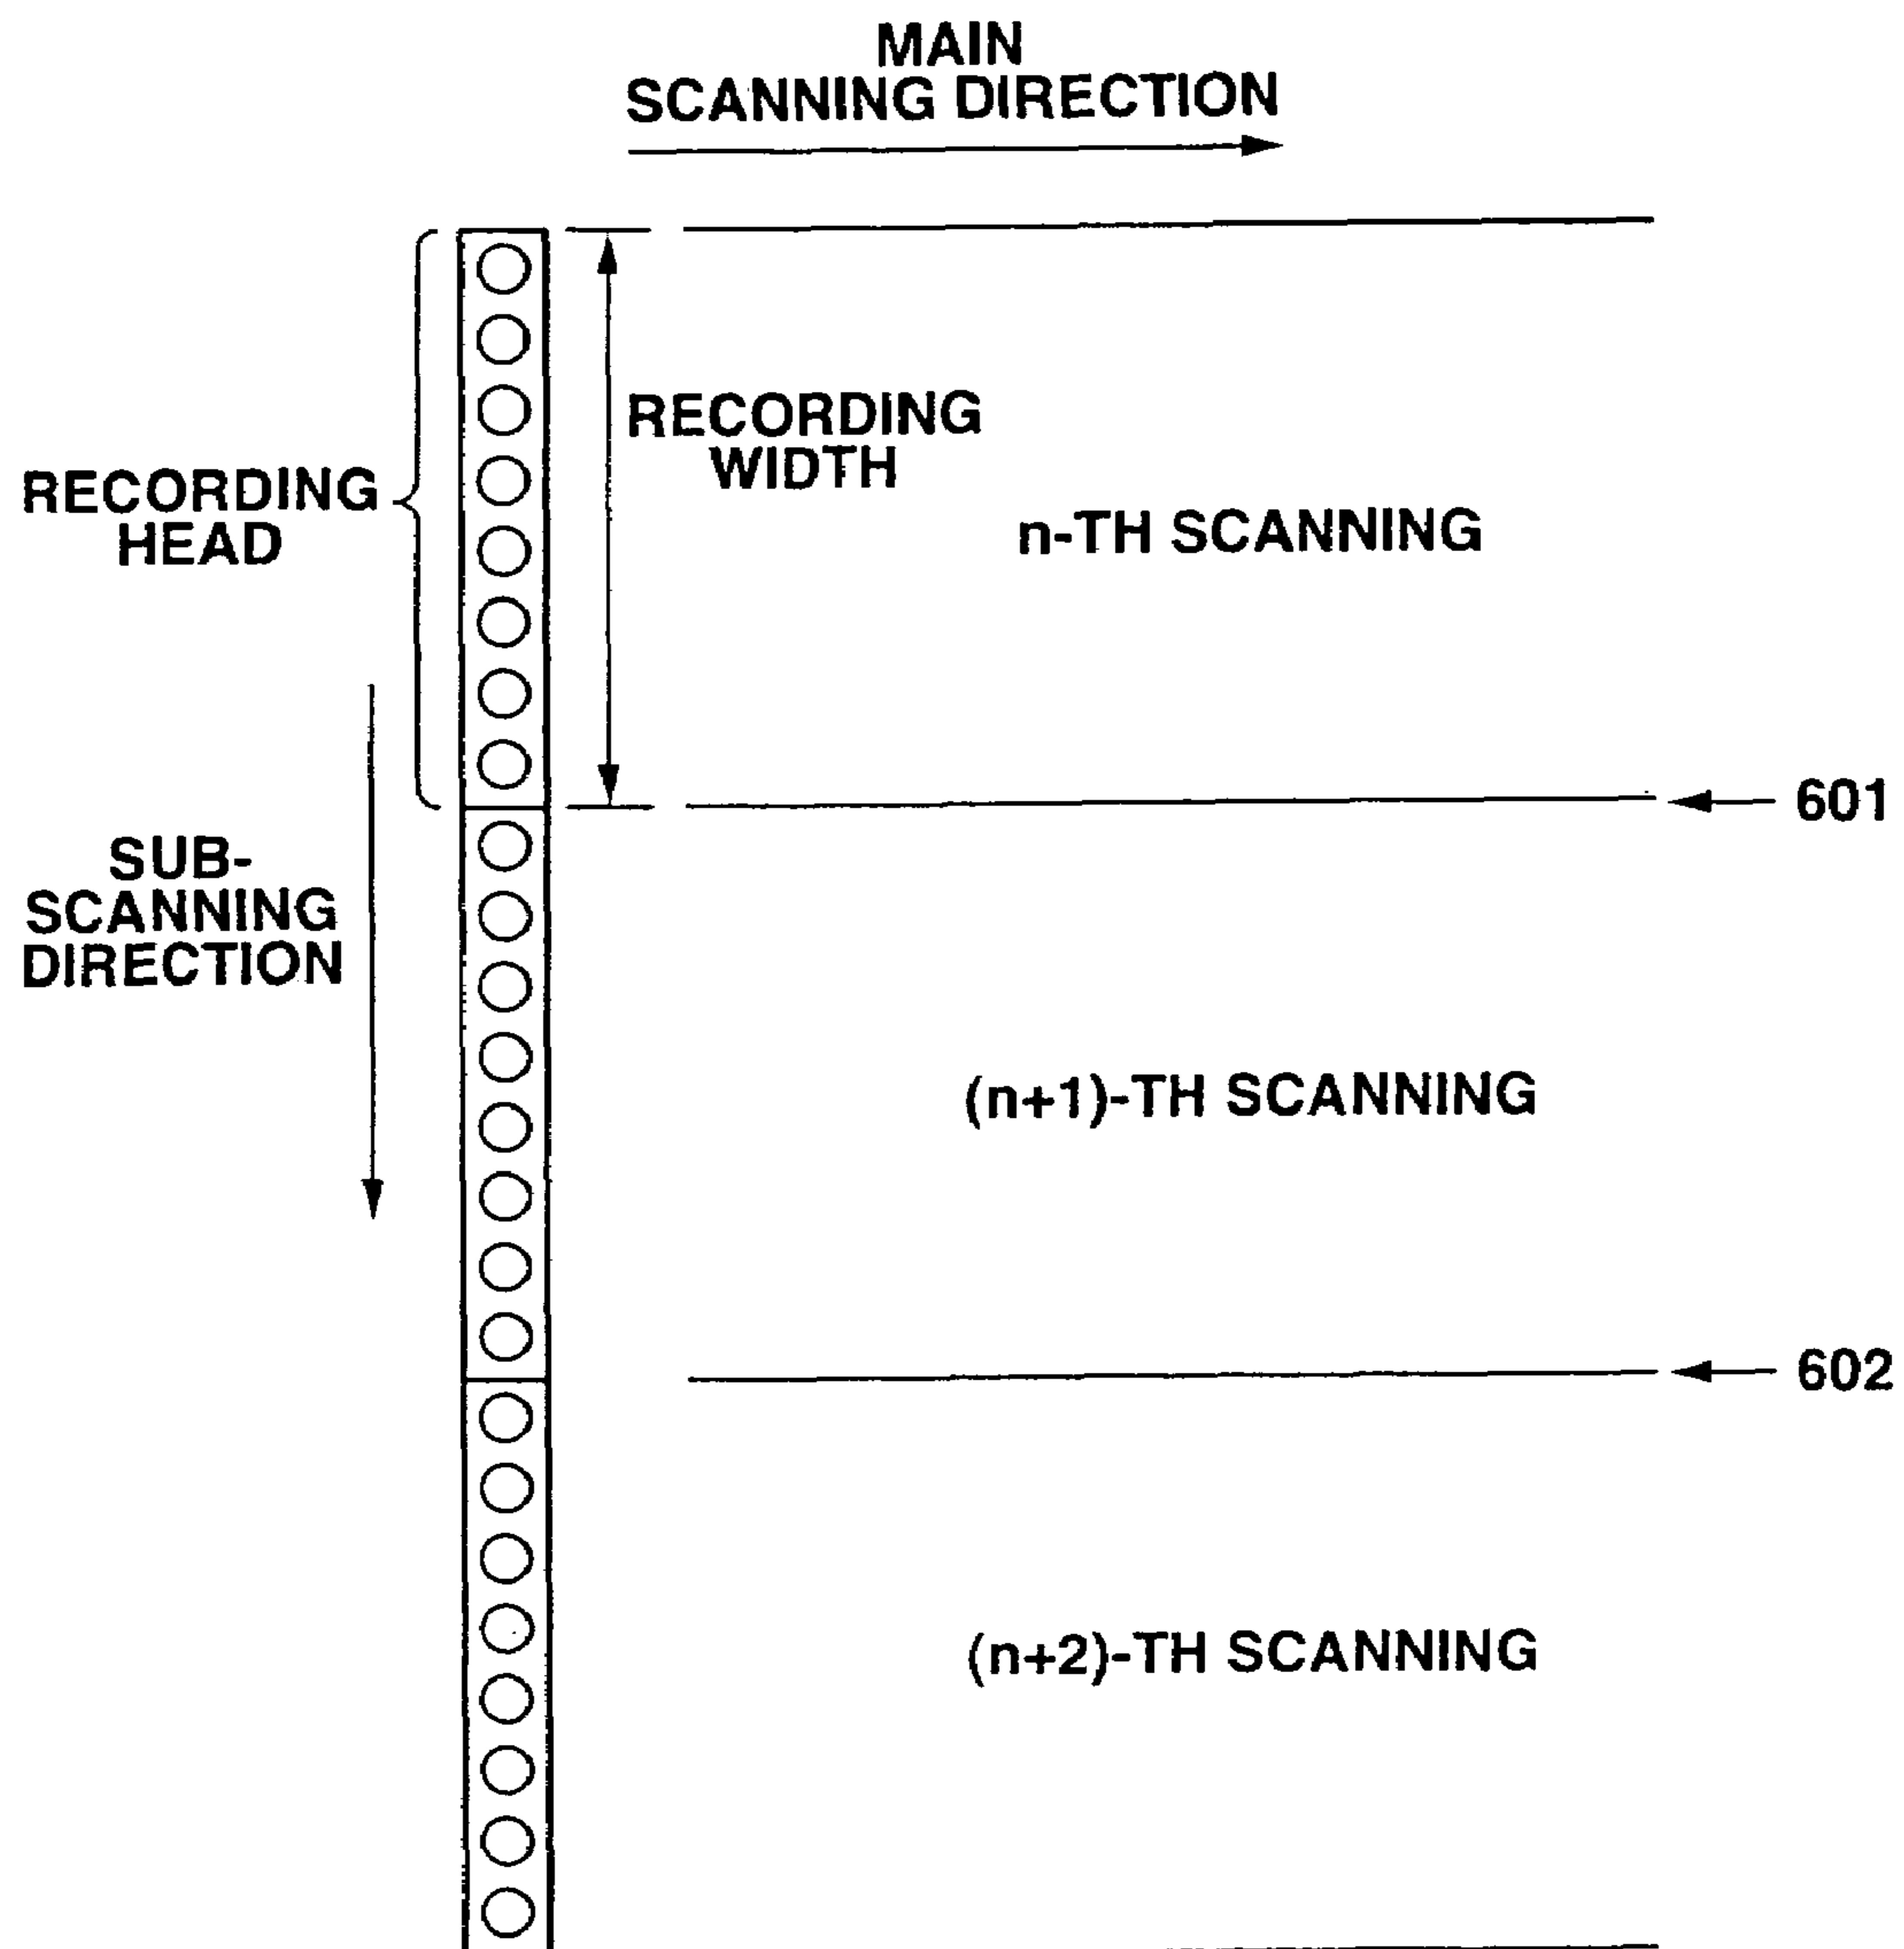 MAIN
SCANNING DIRECTION
RECORDING
WIDTH
RECORDING
HEAD
n-TH SCANNING
601
SUB-
SCANNING
DIRECTION
(n+1)-TH SCANNING
602
(n+2)-TH SCANNING